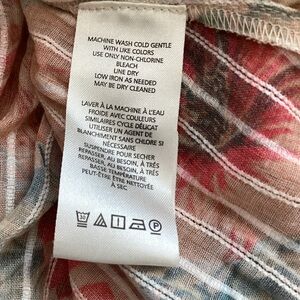 MACHINE WASH COLD GENTLE
WITH LIKE COLORS
USE ONLY NON-CHLORINE
BLEACH
LINE DRY
LOW IRON AS NEEDED
MAY BE DRY CLEANED
LAVER À LA MACHINE À L'EAU
FROIDE AVEC COULEURS
SIMILAIRES CYCLE DÉLICAT
UTILISER UN AGENT DE
BLANCHIMENT SANS CHLORE SI
NÉCESSAIRE
SUSPENDRE POUR SÉCHER
REPASSER, AU BESOIN, À TRÈS
REPASSER, AU BESOIN, À TRÈS
BASSE TEMPÉRATURE
PEUT-ÊTRE ÊTRE NETTOYÉE
À SEC